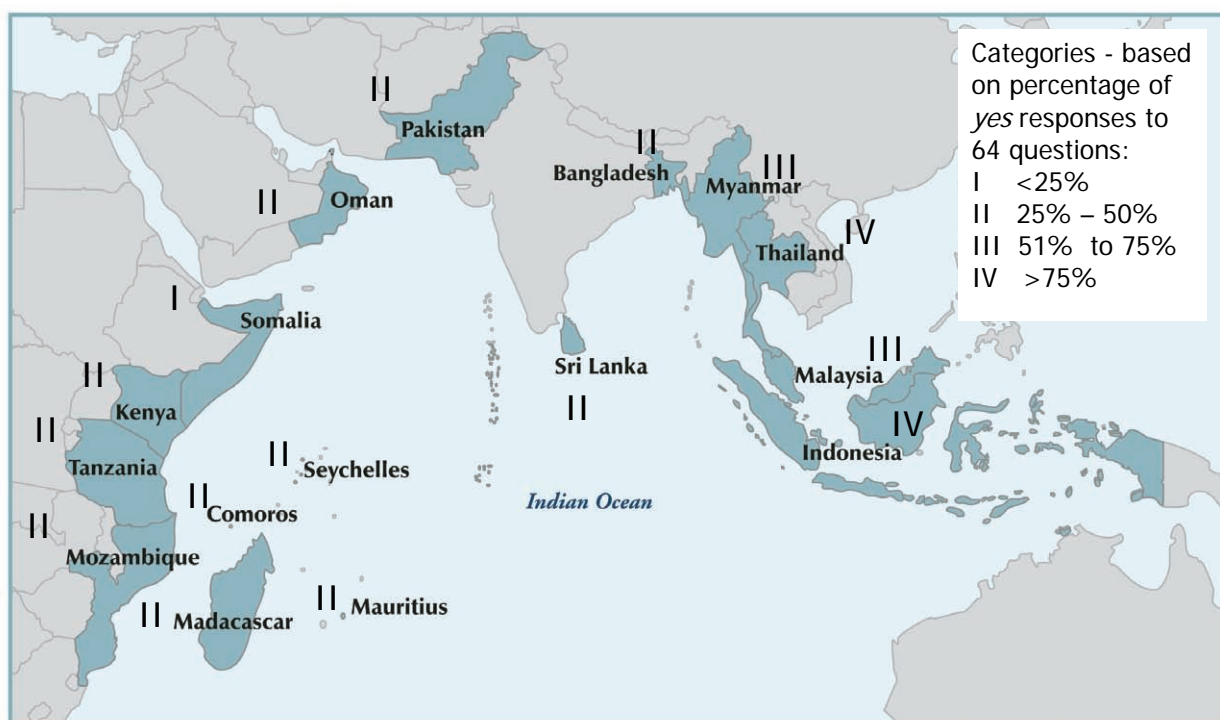 Categories - based
on percentage of
yes responses to
64 questions:
I <25%
II 25% – 50%
III 51% to 75%
IV >75%
II
Pakistan
II
Bangladesh
III
Myanmar
II
Oman
IV
Thailand
I
Somalia
II
Kenya
Sri Lanka
II
III
Malaysia
IV
Indonesia
II
Tanzania
II
Seychelles
II
Comoros
Indian Ocean
II
Mozambique
II
Madacascar
II
Mauritius